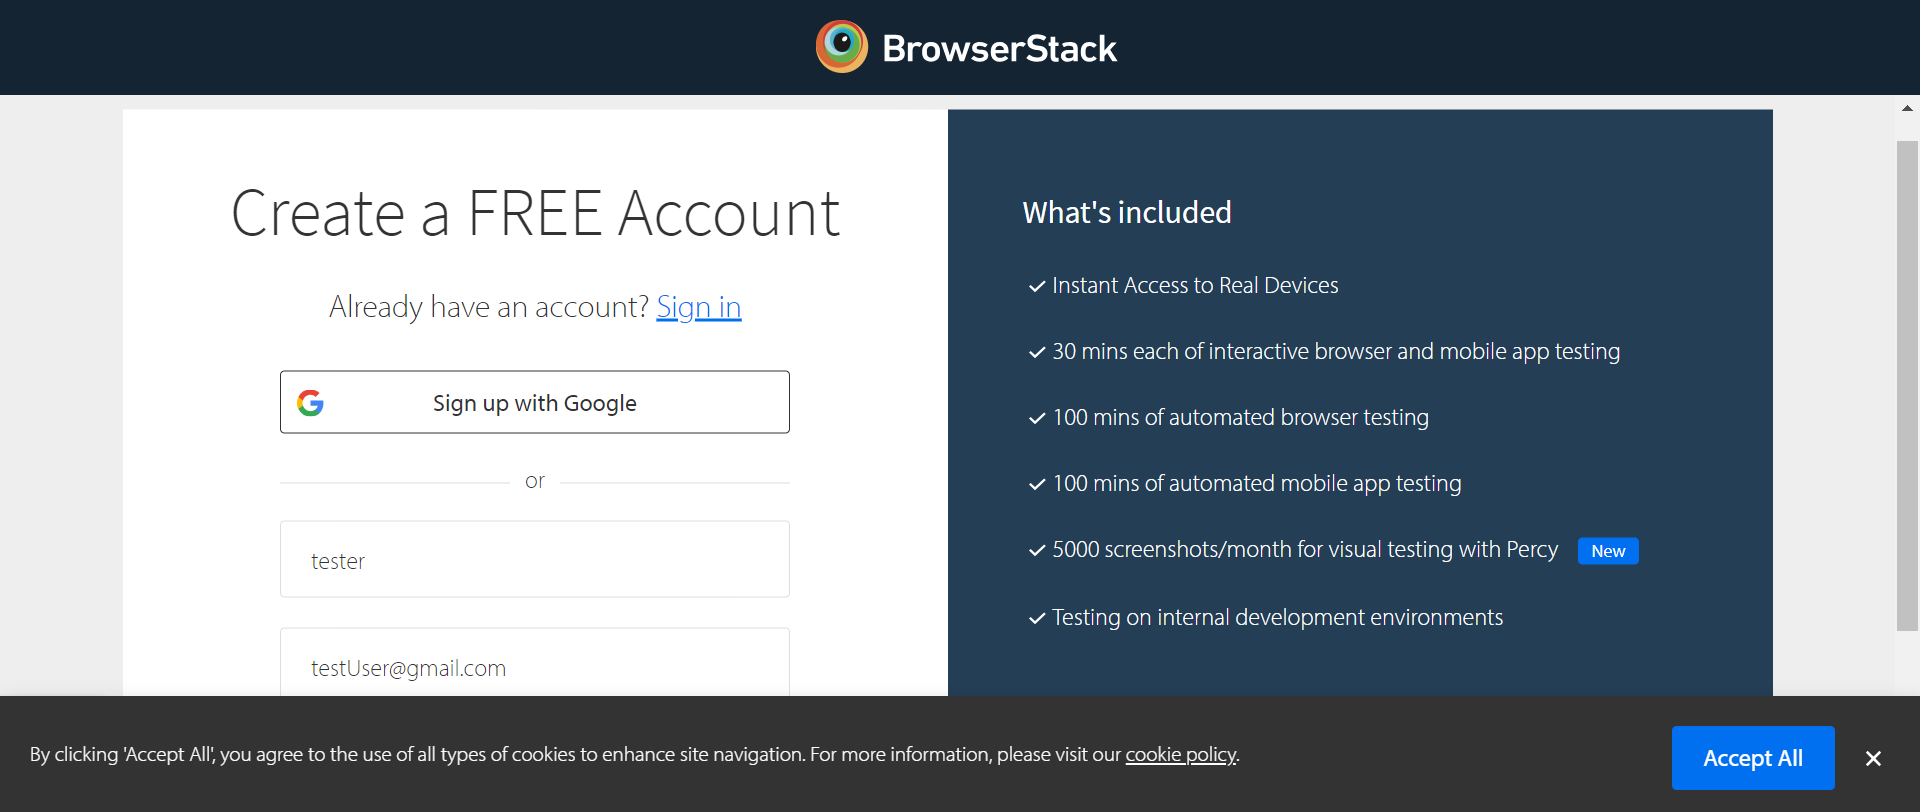 BrowserStack
Create a FREE Account
Already have an account? Sign in
Sign up with Google
or
tester
testUser@gmail.com
What's included
Instant Access to Real Devices
30 mins each of interactive browser and mobile app testing
100 mins of automated browser testing
100 mins of automated mobile app testing
5000 screenshots/month for visual testing with Percy New
Testing on internal development environments
By clicking 'Accept All', you agree to the use of all types of cookies to enhance site navigation. For more information, please visit our cookie policy.
Accept All